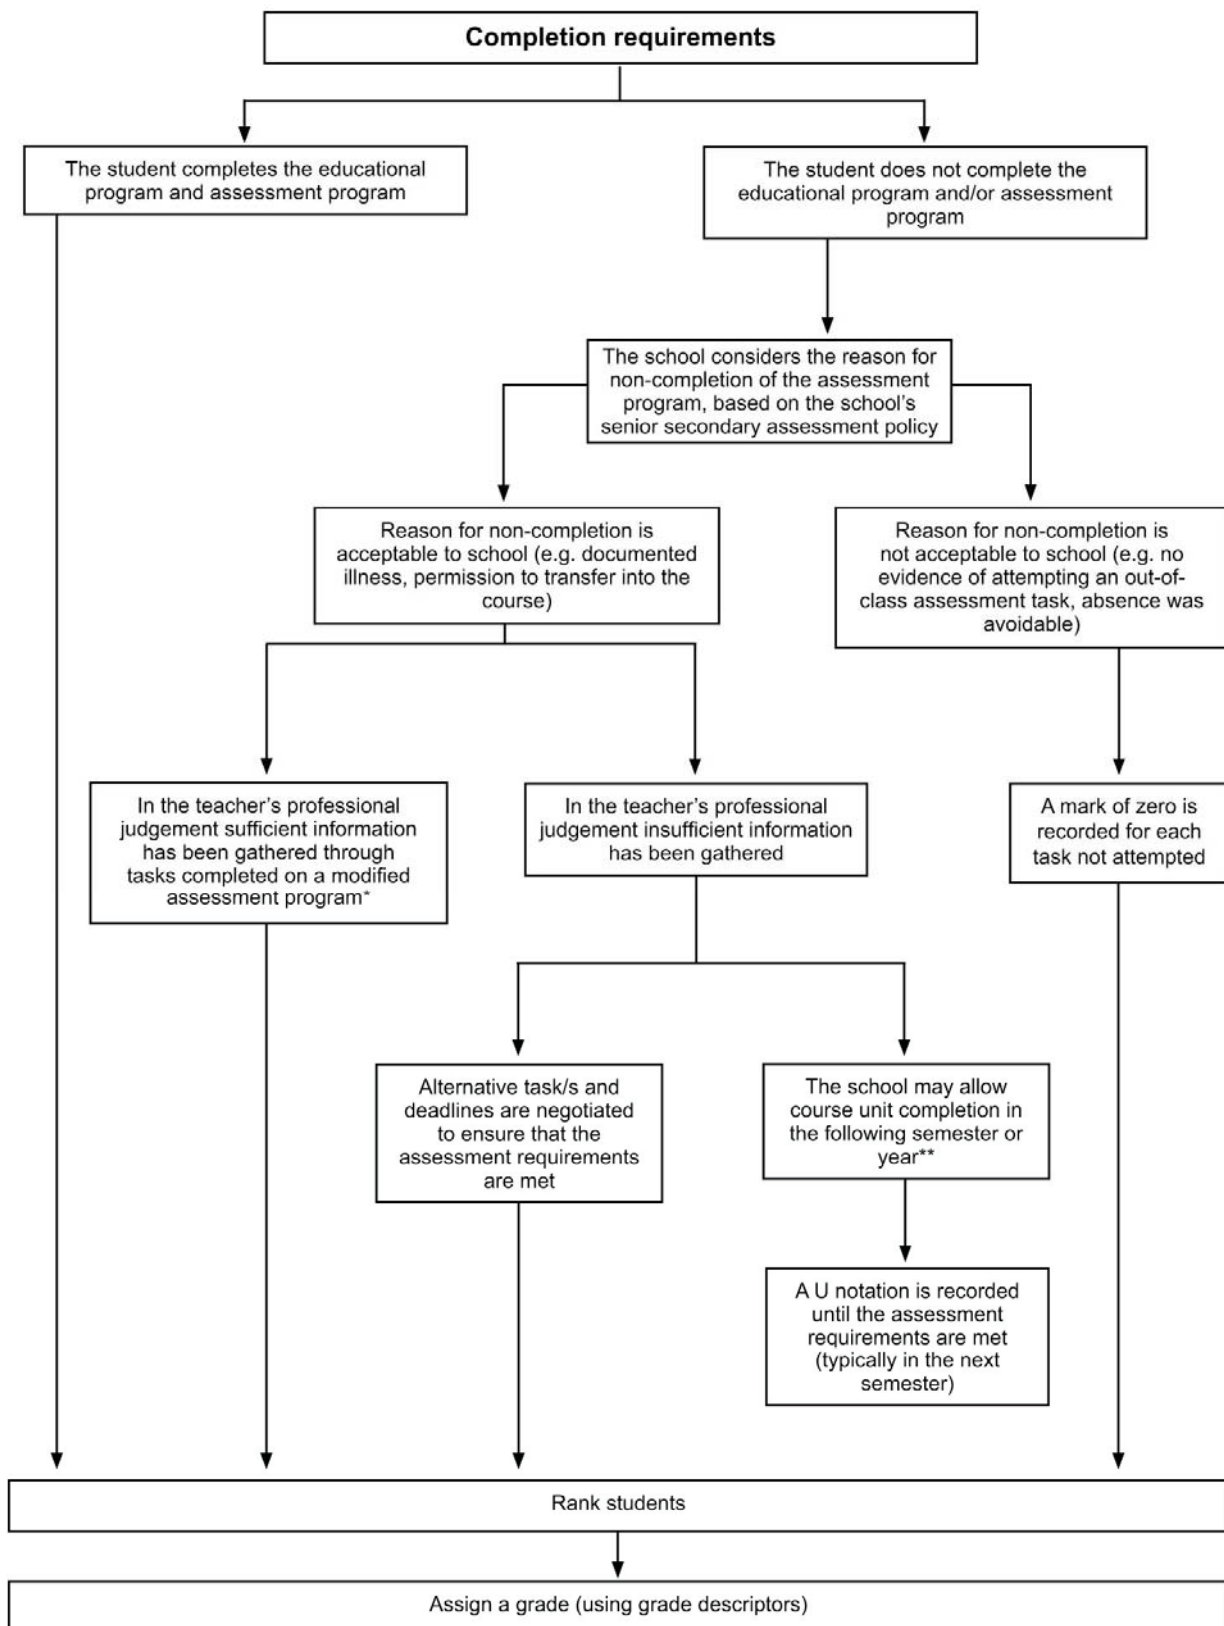 Completion requirements
The student completes the educational
program and assessment program
The student does not complete the
educational program and/or assessment
program
The school considers the reason for
non-completion of the assessment
program, based on the school's
senior secondary assessment policy
Reason for non-completion is
acceptable to school (e.g. documented
illness, permission to transfer into the
course)
Reason for non-completion is
not acceptable to school (e.g. no
evidence of attempting an out-of-
class assessment task, absence was
avoidable)
In the teacher's professional
judgement sufficient information
has been gathered through
tasks completed on a modified
assessment program*
In the teacher's professional
judgement insufficient information
has been gathered
A mark of zero is
recorded for each
task not attempted
Alternative task/s and
deadlines are negotiated
to ensure that the
assessment requirements
are met
The school may allow
course unit completion in
the following semester or
year**
A U notation is recorded
until the assessment
requirements are met
(typically in the next
semester)
Rank students
Assign a grade (using grade descriptors)